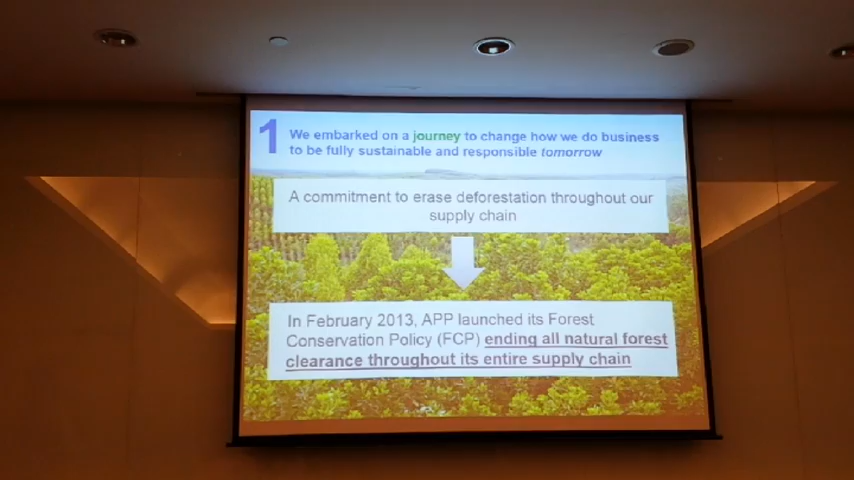 1
We embarked on a journey to change how we do business
to be fully sustainable and responsible tomorrow
A commitment to erase deforestation throughout our
supply chain
In February 2013, APP launched its Forest
Conservation Policy (FCP) ending all natural forest
clearance throughout its entire supply chain